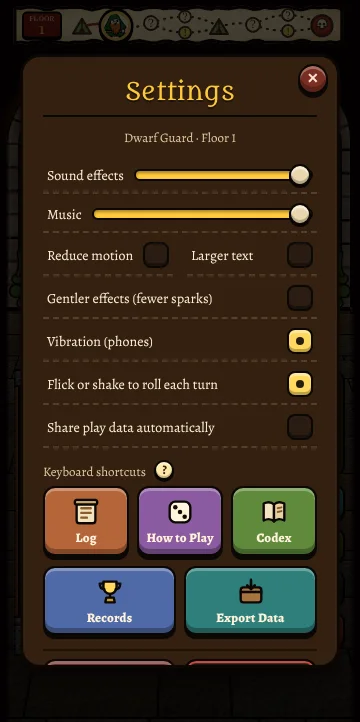 FLOOR
1
Settings
Dwarf Guard · Floor 1
Sound effects
Music
Reduce motion Larger text
Gentler effects (fewer sparks)
Vibration (phones)
Flick or shake to roll each turn
Share play data automatically
Keyboard shortcuts ?
Log How to Play Codex
Records Export Data